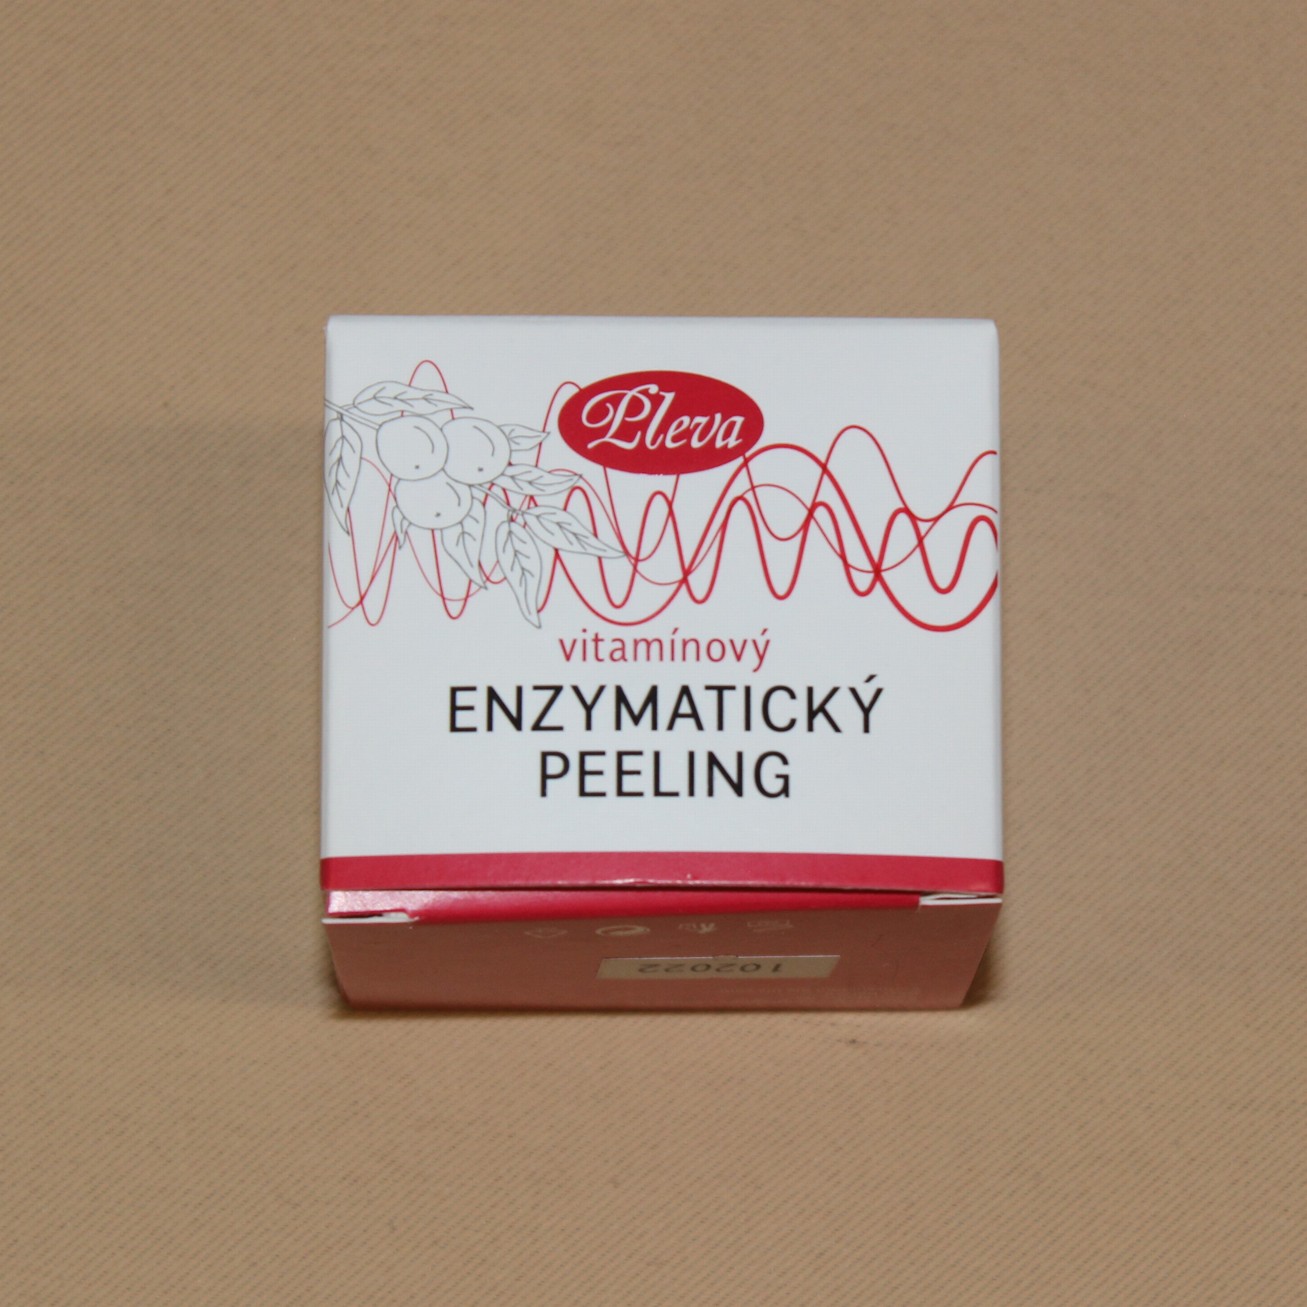 Pleva
vitamínový
ENZYMATICKÝ
PEELING
102022